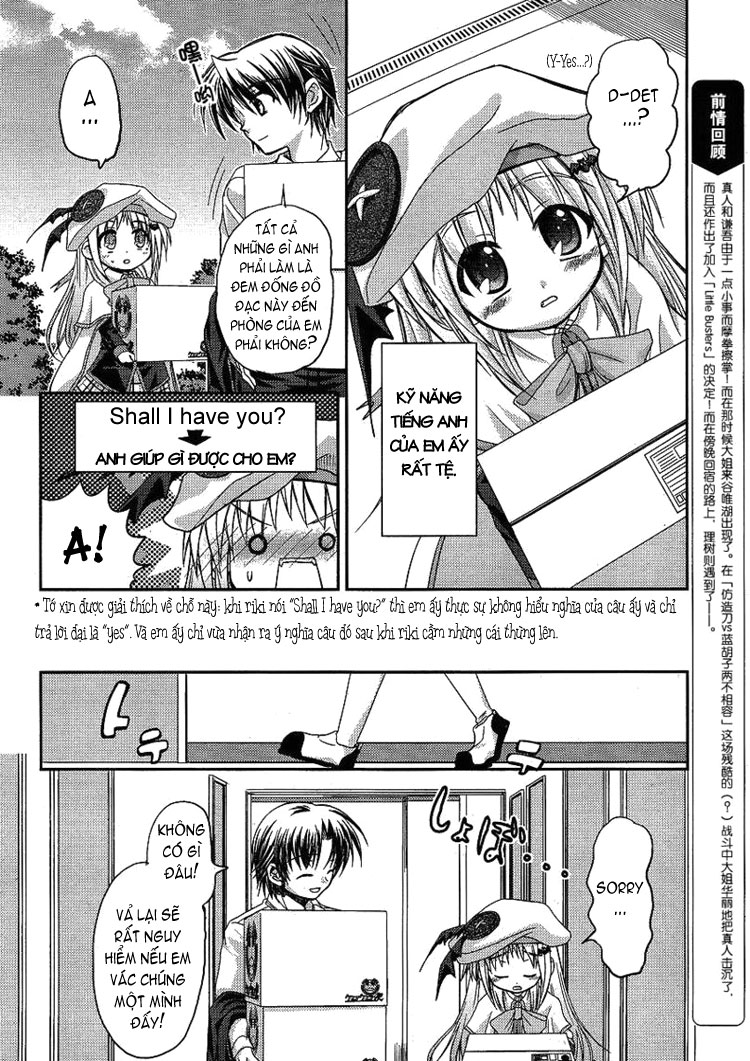 (Y-Yes...?)
D-DET
...?
KỸ NĂNG
TIẾNG ANH
CỦA EM ẤY
RẤT TỆ.
嘿一哟
A
...
TẤT CẢ
NHỮNG GÌ ANH
PHẢI LÀM LÀ
ĐEM ĐỐNG ĐỒ
ĐẠC NÀY ĐẾN
PHÒNG CỦA EM
PHẢI KHÔNG?
Shall I have you?
ANH GIÚP GÌ ĐƯỢC CHO EM?
A!
* Tớ xin được giải thích về chỗ này: khi riki nói "Shall I have you?" thì em ấy thực sự không hiểu nghĩa của câu ấy và chỉ
trả lời đại là "yes". Và em ấy chỉ vừa nhận ra ý nghĩa câu đó sau khi riki cầm những cái thùng lên.
トテ
トテ
しょぼ...
SORRY
...
KHÔNG
CÓ GÌ
ĐÂU!
VẢ LẠI SẼ
RẤT NGUY
HIỂM NẾU EM
VÁC CHÚNG
MỘT MÌNH
ĐẤY!
前情回顾
真人和谦吾由于一点小事而摩拳擦掌！而在那时候大姐来谷唯湖出现了。在「仿造刀vs蓝胡子两不相容」这场残酷的（？！）战斗中大姐华丽地把真人击沉了，
而且还作出了加入「Little Busters」的决定！而在傍晚回宿的路上，理树则遇到了——。